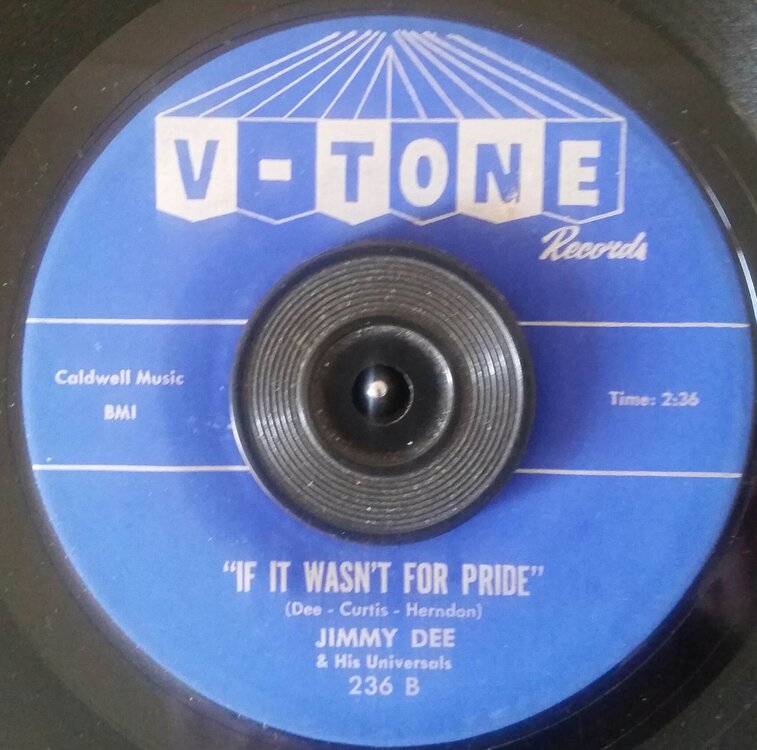 V-TONE
Records
Caldwell Music
BMI
Time: 2:36
"IF IT WASN'T FOR PRIDE"
(Dee - Curtis - Herndon)
JIMMY DEE
& His Universals
236 B